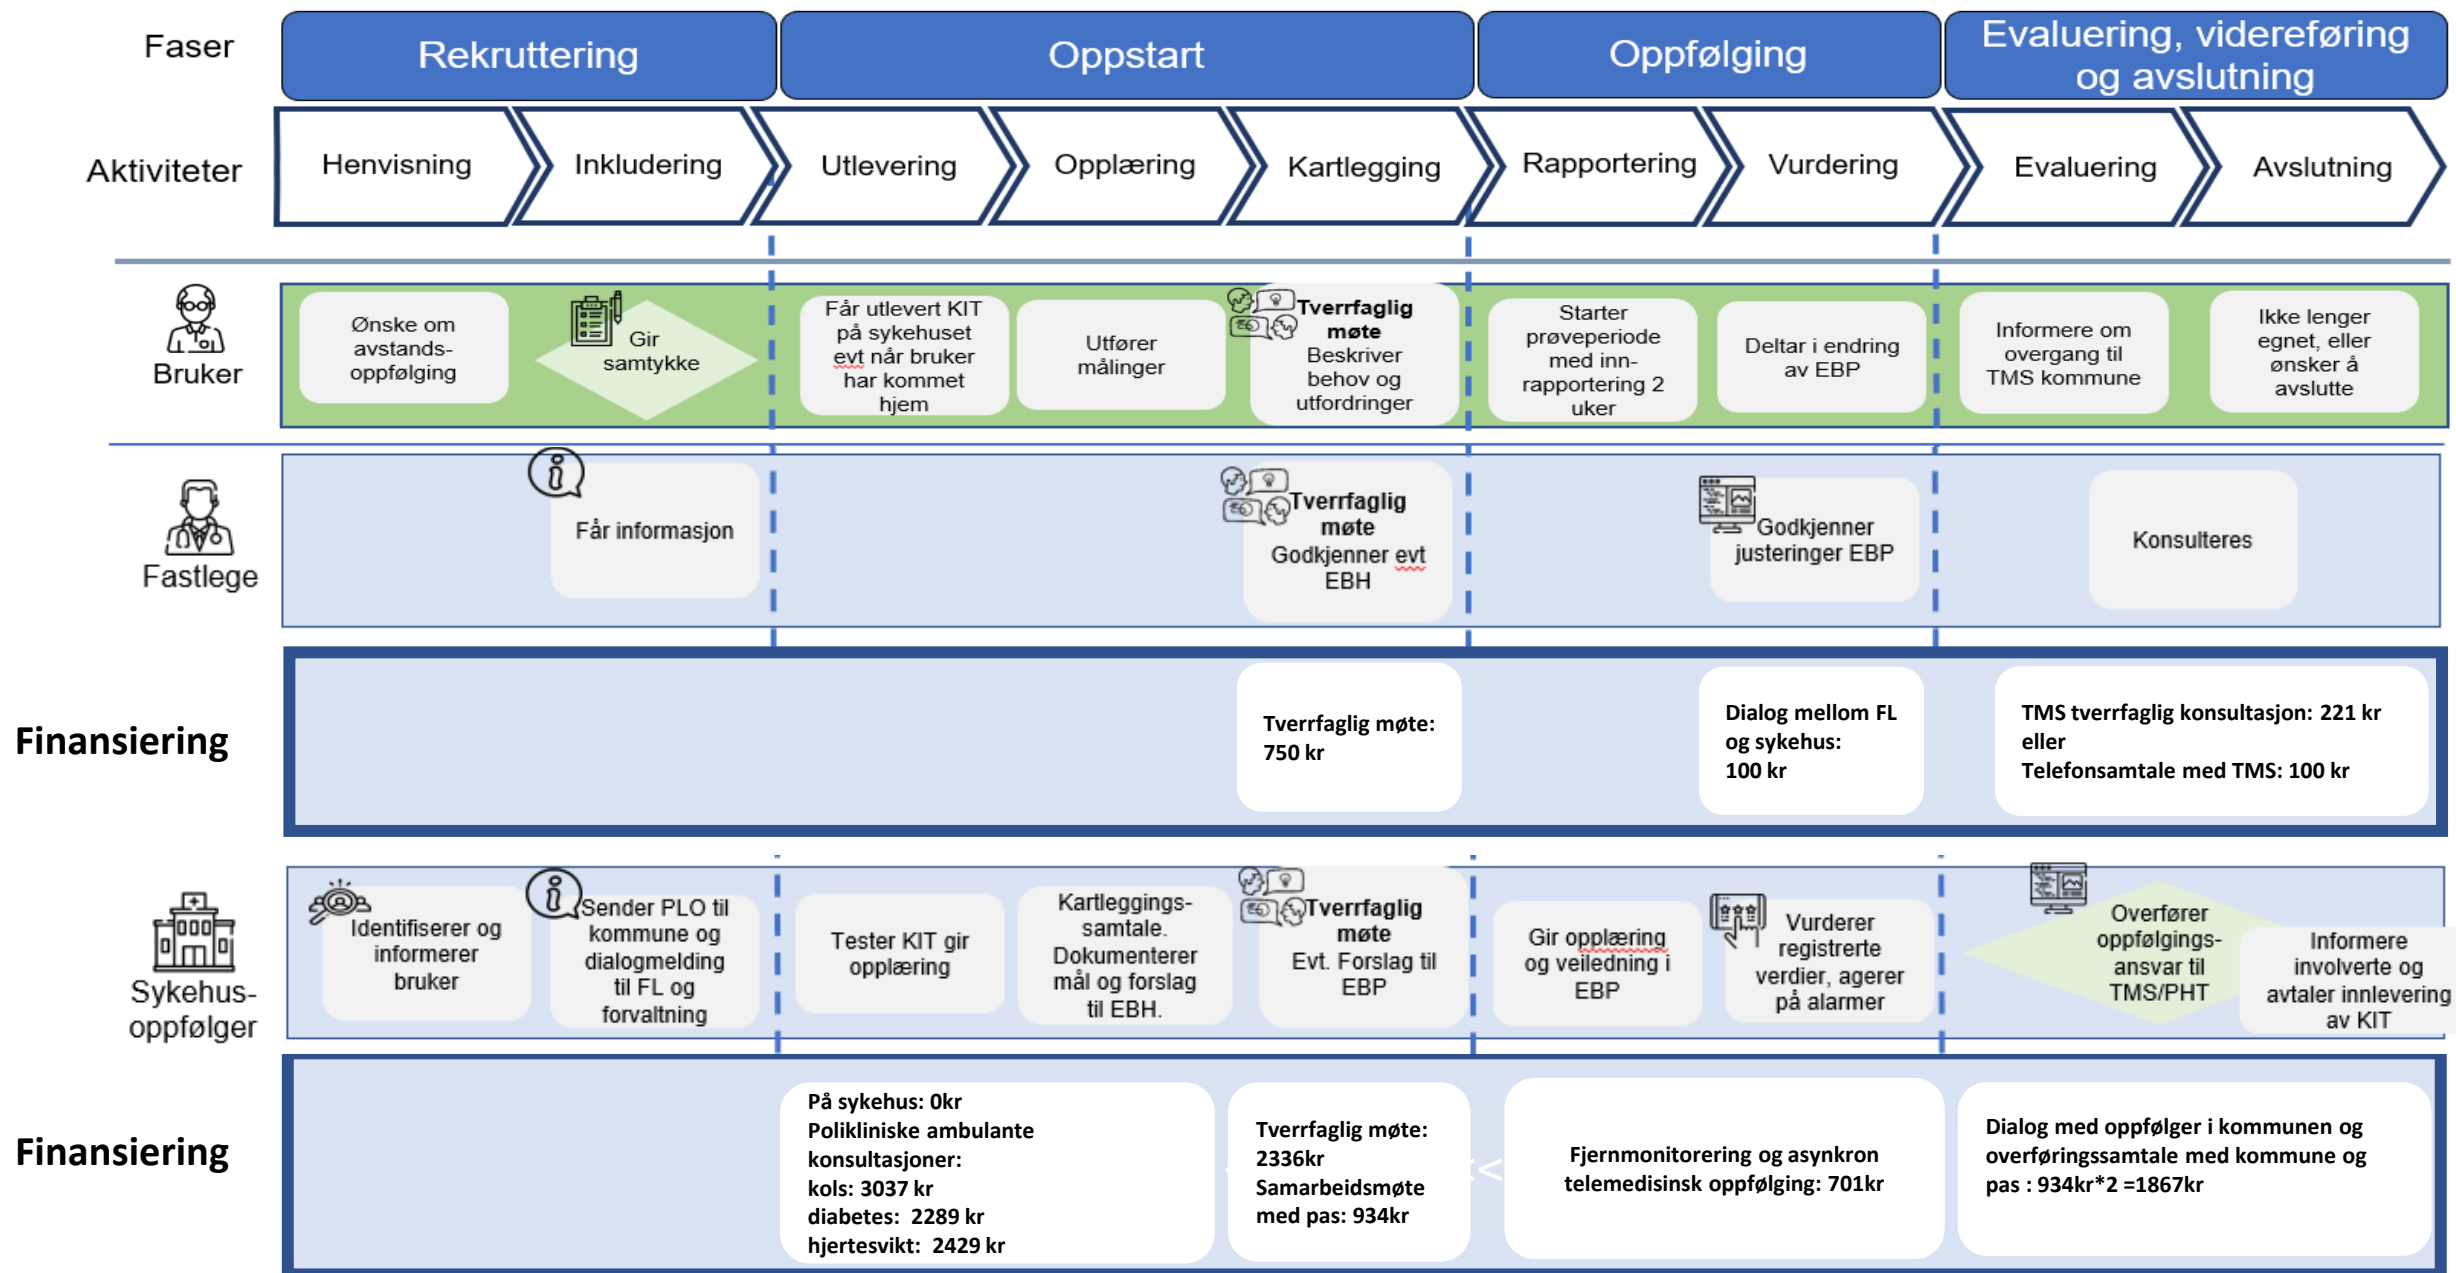 Faser
Rekruttering
Oppstart
Oppfølging
Evaluering, videreføring
og avslutning
Aktiviteter
Henvisning
Inkludering
Utlevering
Opplæring
Kartlegging
Rapportering
Vurdering
Evaluering
Avslutning
Bruker
Ønske om
avstands-
oppfølging
Gir
samtykke
Får utlevert KIT
på sykehuset
evt når bruker
har kommet
hjem
Utfører
målinger
Tverrfaglig
møte
Beskriver
behov og
utfordringer
Starter
prøveperiode
med inn-
rapportering 2
uker
Deltar i endring
av EBP
Informere om
overgang til
TMS kommune
Ikke lenger
egnet, eller
ønsker å
avslutte
Fastlege
Får informasjon
Tverrfaglig
møte
Godkjenner evt
EBH
Godkjenner
justeringer EBP
Konsulteres
Finansiering
Tverrfaglig møte:
750 kr
Dialog mellom FL
og sykehus:
100 kr
TMS tverrfaglig konsultasjon: 221 kr
eller
Telefonsamtale med TMS: 100 kr
Sykehus-
oppfølger
Identifiserer og
informerer
bruker
Sender PLO til
kommune og
dialogmelding
til FL og
forvaltning
Tester KIT gir
opplæring
Kartleggings-
samtale.
Dokumenterer
mål og forslag
til EBH.
Tverrfaglig
møte
Evt. Forslag til
EBP
Gir opplæring
og veiledning i
EBP
Vurderer
registrerte
verdier, agerer
på alarmer
Overfører
oppfølgings-
ansvar til
TMS/PHT
Informere
involverte og
avtaler innlevering
av KIT
Finansiering
På sykehus: 0kr
Polikliniske ambulante
konsultasjoner:
kols: 3037 kr
diabetes: 2289 kr
hjertesvikt: 2429 kr
Tverrfaglig møte:
2336kr
Samarbeidsmøte
med pas: 934kr
Fjernmonitorering og asynkron
telemedisinsk oppfølging: 701kr
Dialog med oppfølger i kommunen og
overføringssamtale med kommune og
pas : 934kr*2 =1867kr